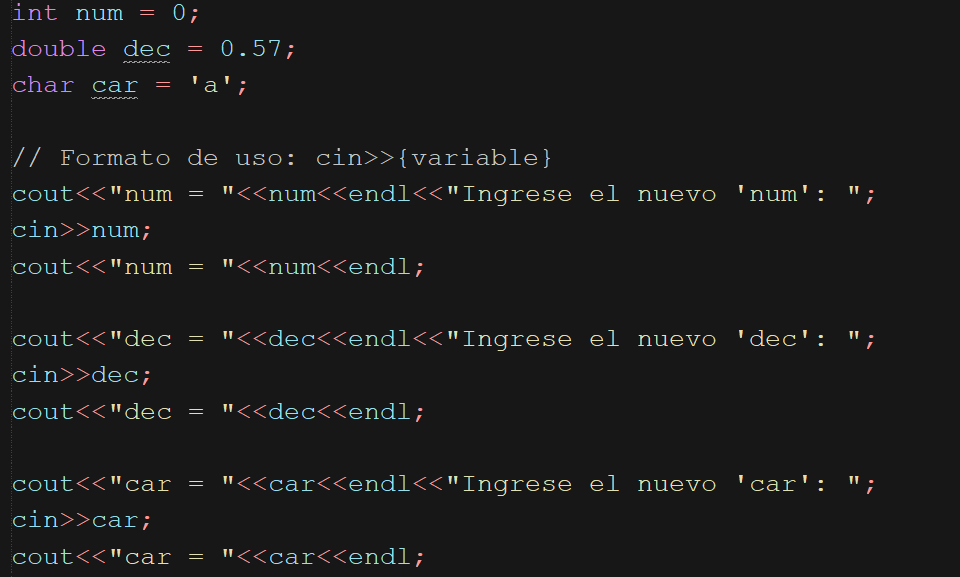 int num = 0;
double dec = 0.57;
char car = 'a';
// Formato de uso: cin>>{variable}
cout<<"num = "<<num<<endl<<"Ingrese el nuevo 'num': ";
cin>>num;
cout<<"num = "<<num<<endl;
cout<<"dec = "<<dec<<endl<<"Ingrese el nuevo 'dec': ";
cin>>dec;
cout<<"dec = "<<dec<<endl;
cout<<"car = "<<car<<endl<<"Ingrese el nuevo 'car': ";
cin>>car;
cout<<"car = "<<car<<endl;